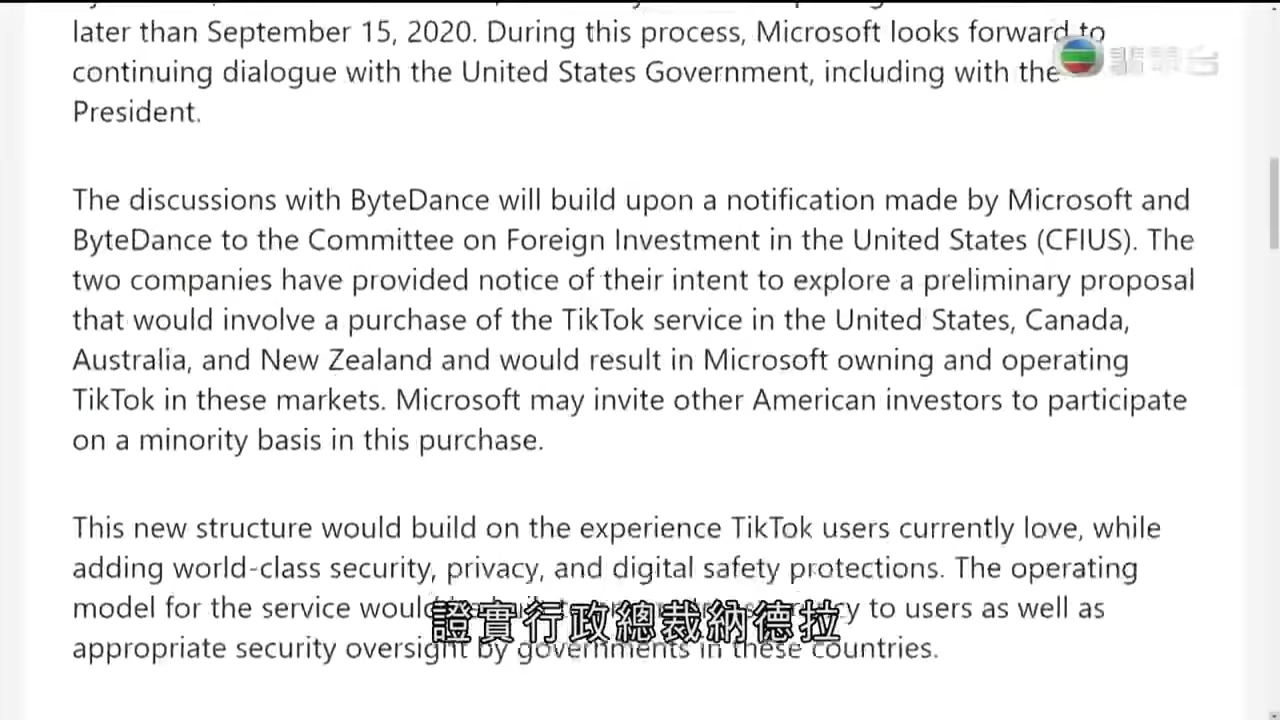 later than September 15, 2020. During this process, Microsoft looks forward to
continuing dialogue with the United States Government, including with the
President.
翡翠台
The discussions with ByteDance will build upon a notification made by Microsoft and
ByteDance to the Committee on Foreign Investment in the United States (CFIUS). The
two companies have provided notice of their intent to explore a preliminary proposal
that would involve a purchase of the TikTok service in the United States, Canada,
Australia, and New Zealand and would result in Microsoft owning and operating
TikTok in these markets. Microsoft may invite other American investors to participate
on a minority basis in this purchase.
This new structure would build on the experience TikTok users currently love, while
adding world-class security, privacy, and digital safety protections. The operating
model for the service would to users as well as
appropriate security oversight by governments in these countries.
證實行政總裁納德拉